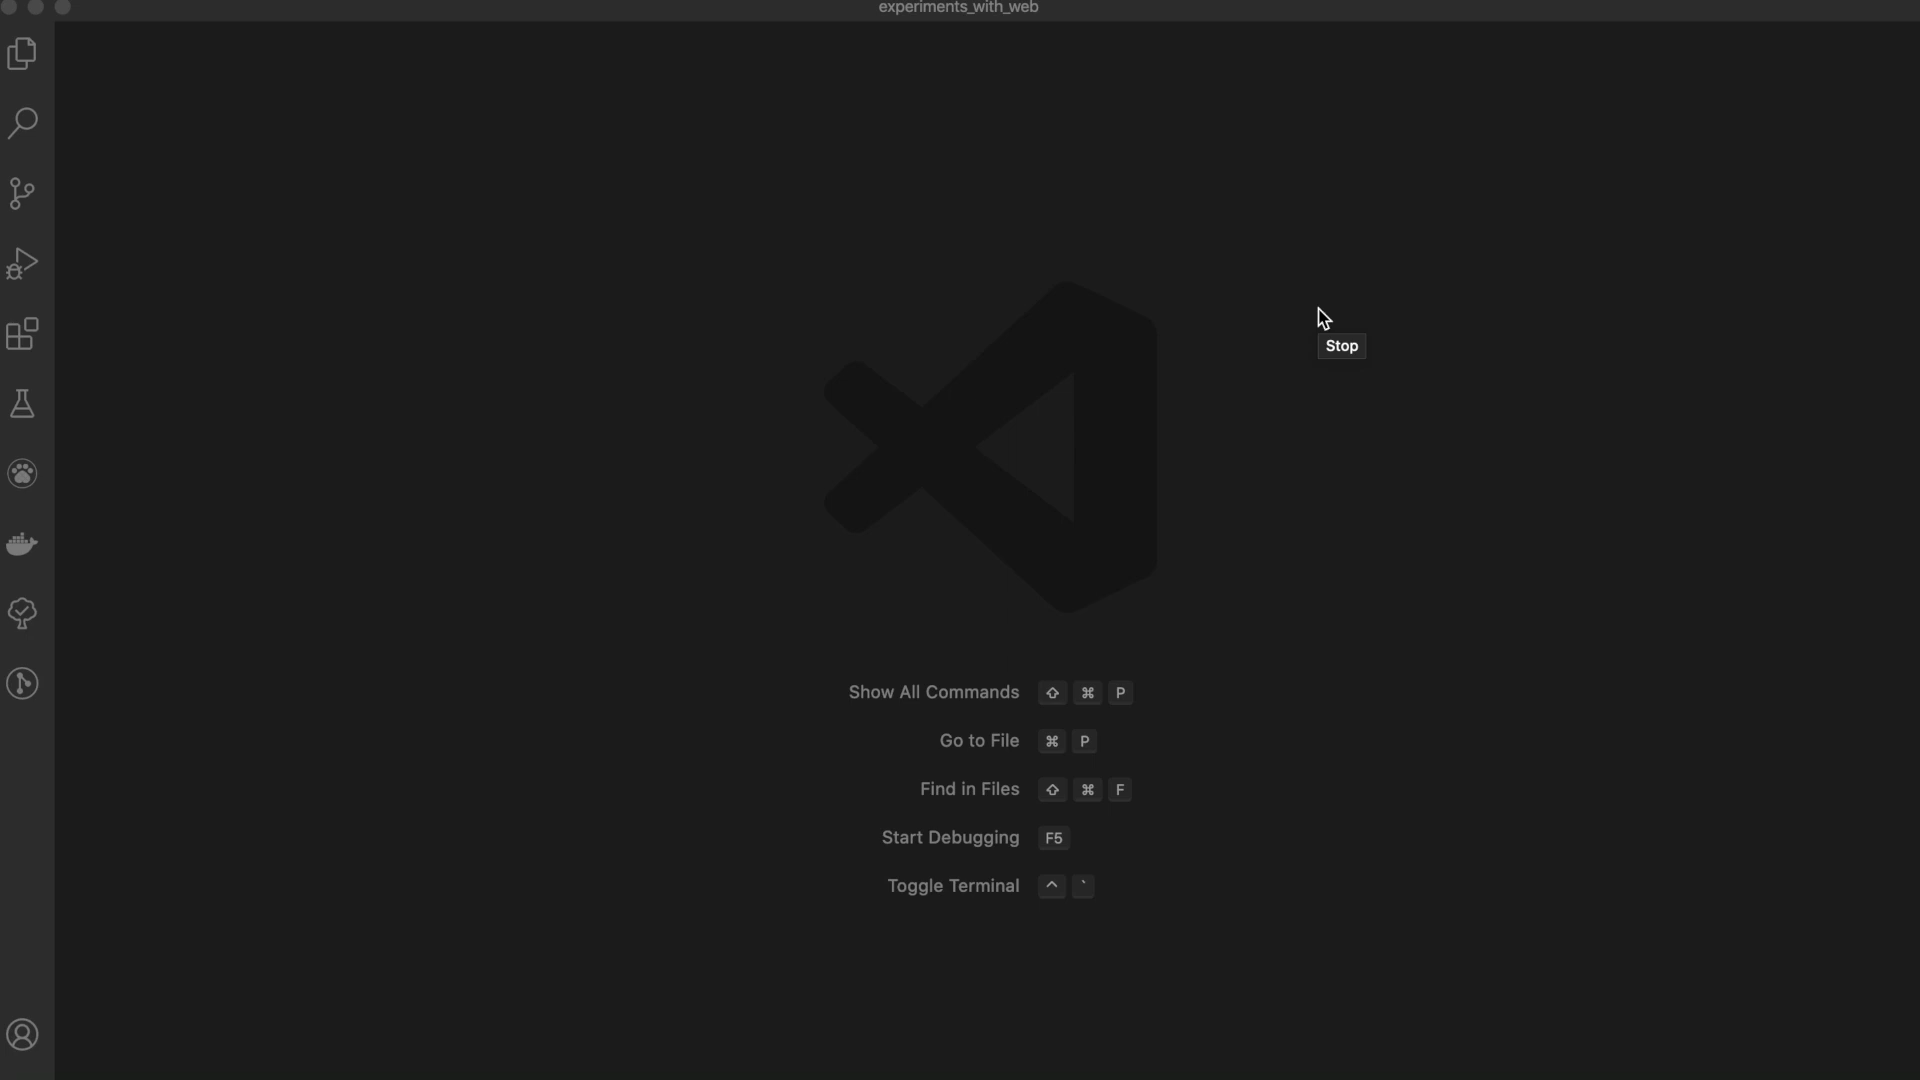 experiments_with_web
Stop
Show All Commands ⇧ ⌘ P
Go to File ⌘ P
Find in Files ⇧ ⌘ F
Start Debugging F5
Toggle Terminal ^ `